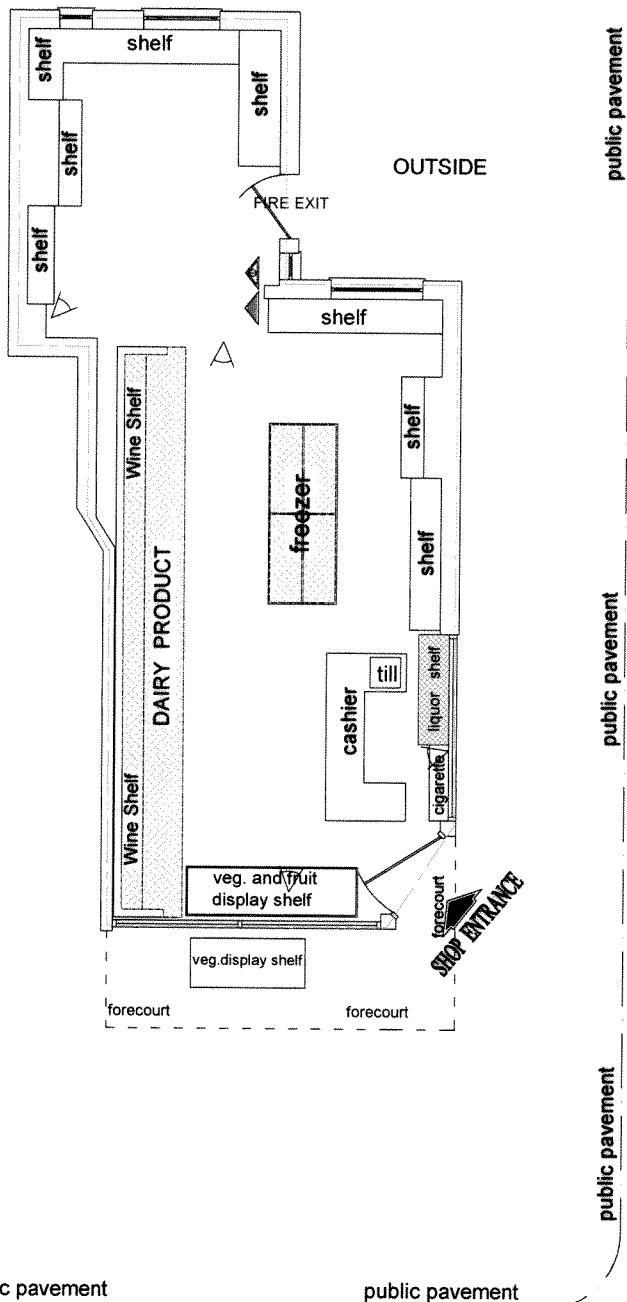 public pavement
shelf
shelf
shelf
shelf
shelf
OUTSIDE
FIRE EXIT
shelf
shelf
shelf
Wine Shelf
Wine Shelf
DAIRY PRODUCT
freezer
public pavement
liquor shelf
till
cashier
cigarette
veg. and fruit
display shelf
forecourt
SHOP ENTRANCE
veg.display shelf
forecourt
forecourt
public pavement
c pavement
public pavement